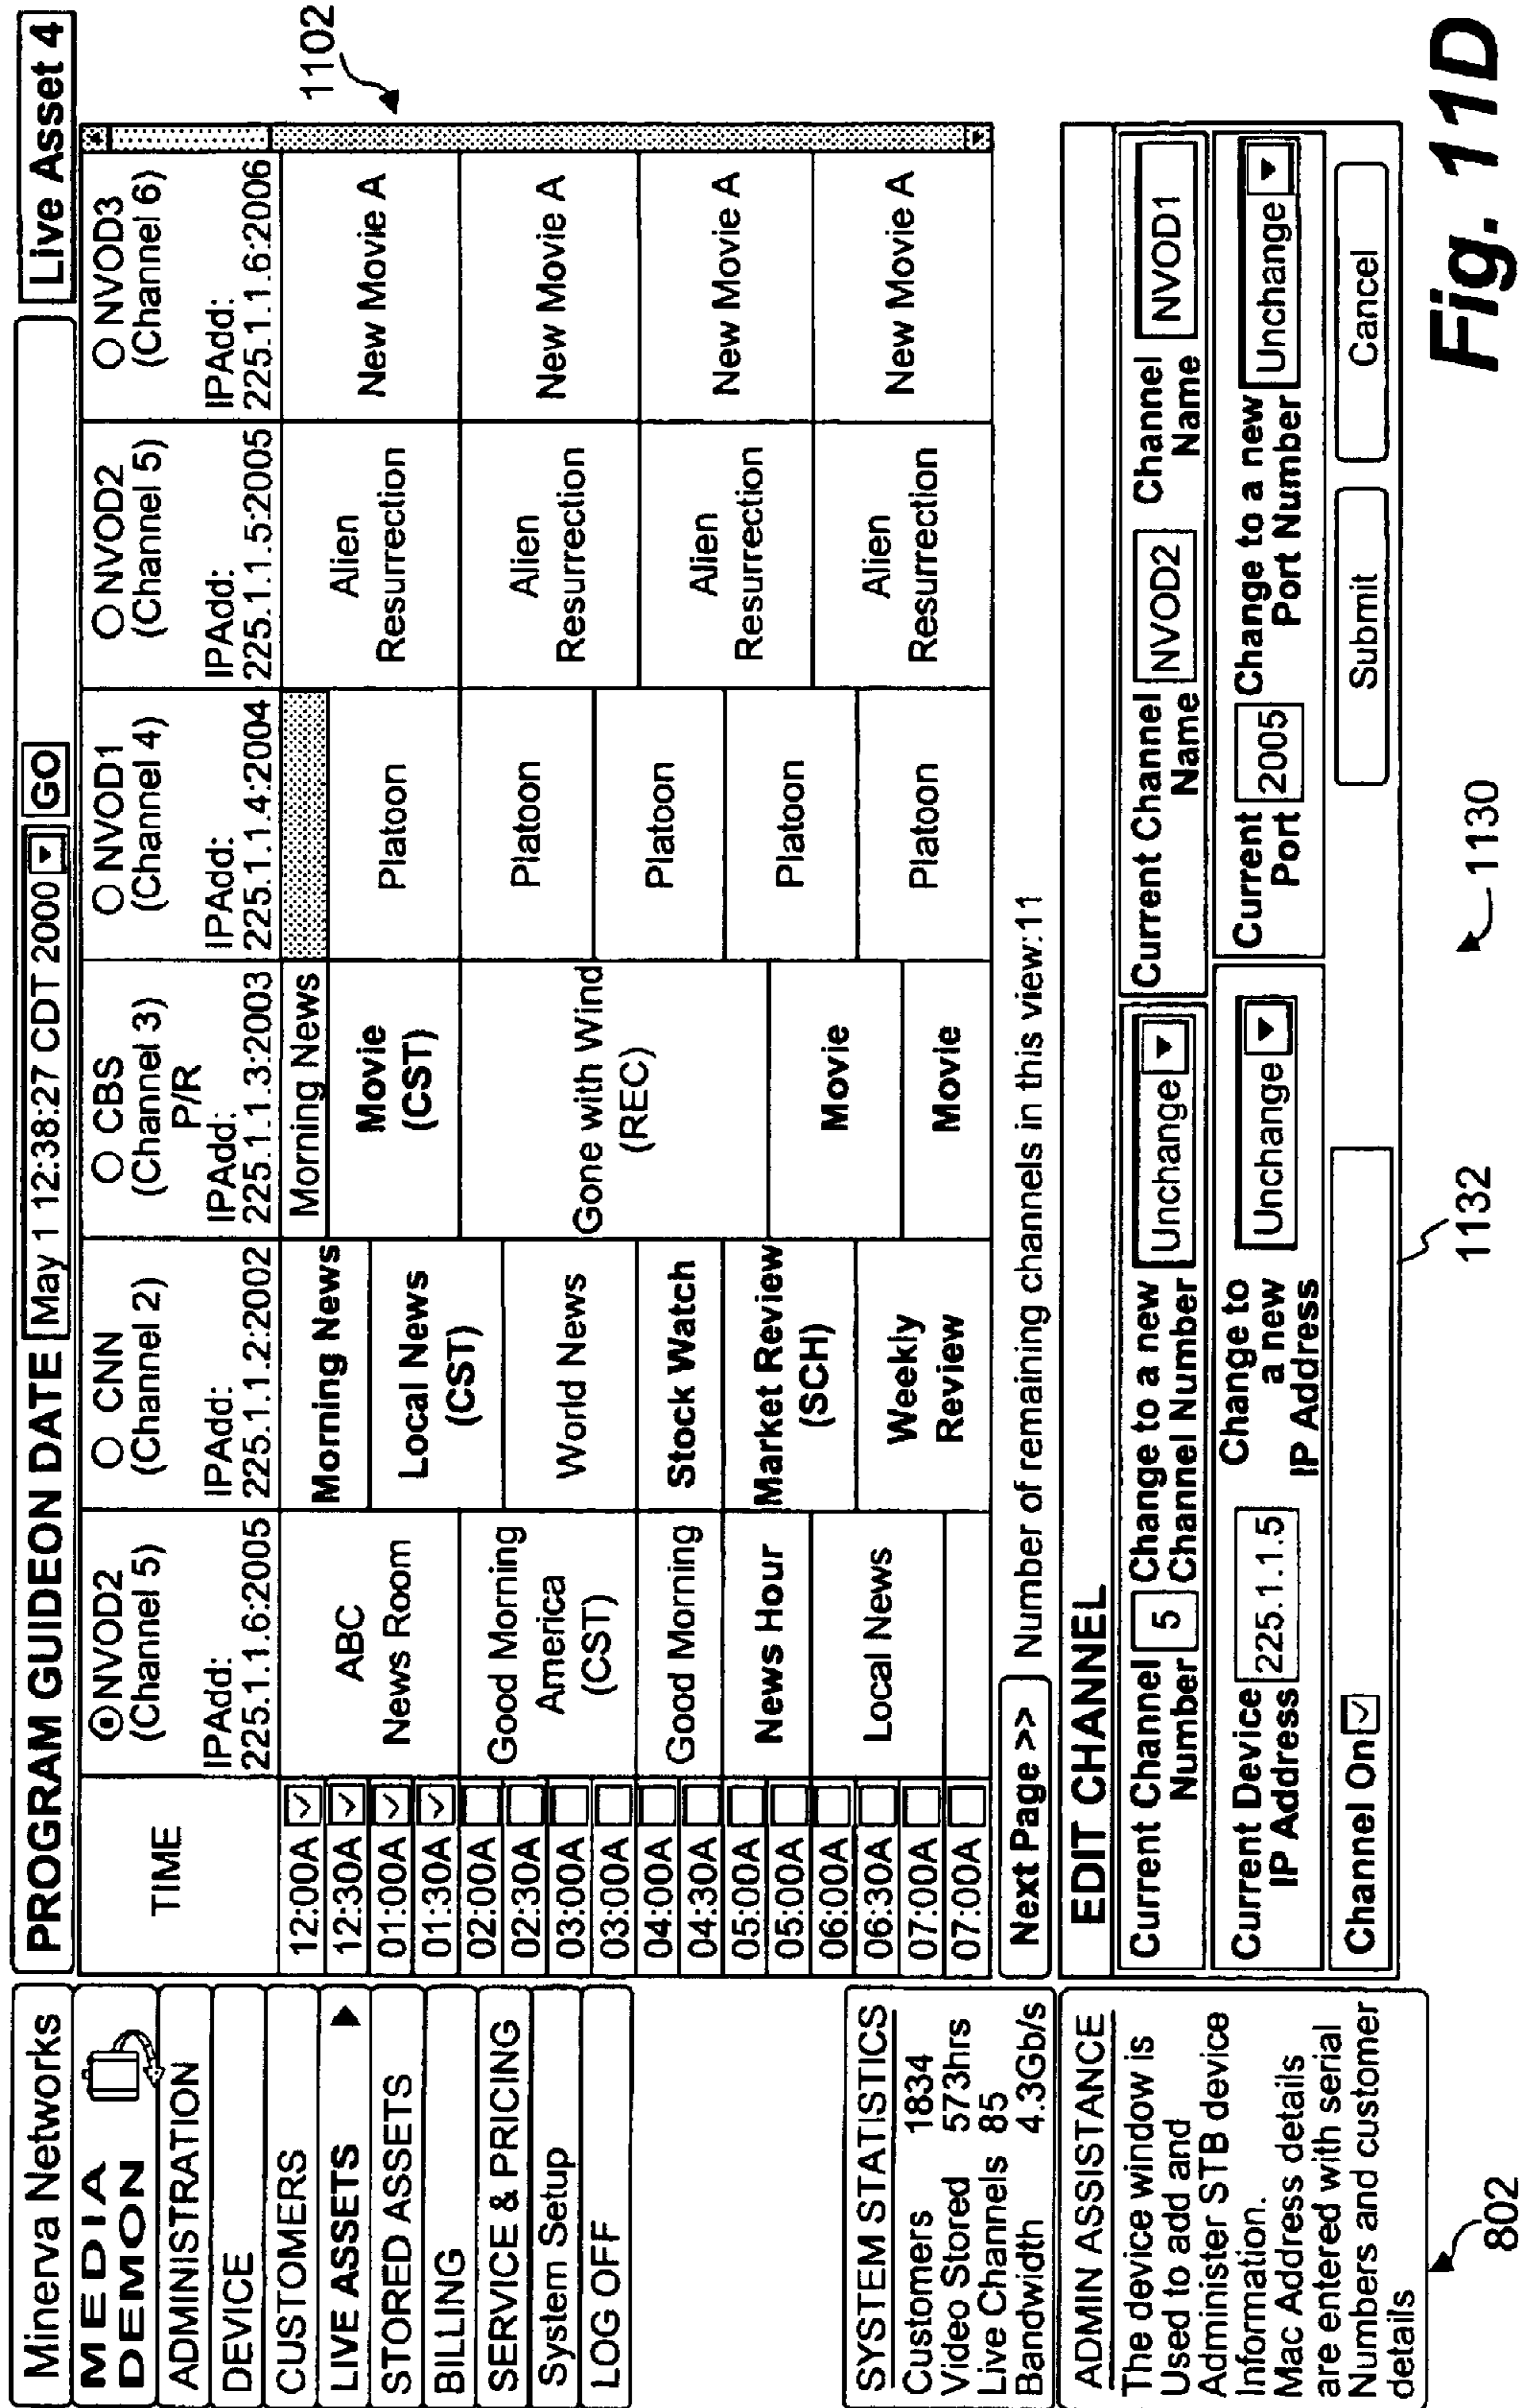 Minerva Networks
MEDIA
DEMON
ADMINISTRATION
DEVICE
CUSTOMERS
LIVE ASSETS
STORED ASSETS
BILLING
SERVICE & PRICING
System Setup
LOG OFF
SYSTEM STATISTICS
Customers 1834
Video Stored 573hrs
Live Channels 85
Bandwidth 4.3Gb/s
ADMIN ASSISTANCE
The device window is
Used to add and
Administer STB device
Information.
Mac Address details
are entered with serial
Numbers and customer
details
802
PROGRAM GUIDEON DATE May 1 12:38:27 CDT 2000 GO
Live Asset 4
TIME
NVOD2
(Channel 5)
IPAdd:
225.1.1.6:2005
CNN
(Channel 2)
IPAdd:
225.1.1.2:2002
CBS
(Channel 3)
P/R
IPAdd:
225.1.1.3:2003
NVOD1
(Channel 4)
IPAdd:
225.1.1.4:2004
NVOD2
(Channel 5)
IPAdd:
225.1.1.5:2005
NVOD3
(Channel 6)
IPAdd:
225.1.1.6:2006
12:00A
12:30A
01:00A
01:30A
02:00A
02:30A
03:00A
03:00A
04:00A
04:30A
05:00A
05:00A
06:00A
06:30A
07:00A
07:00A
ABC
News Room
Good Morning
America
(CST)
Good Morning
News Hour
Local News
Morning News
Local News
(CST)
World News
Stock Watch
Market Review
(SCH)
Weekly
Review
Morning News
Movie
(CST)
Gone with Wind
(REC)
Movie
Movie
Platoon
Platoon
Platoon
Platoon
Platoon
Alien
Resurrection
Alien
Resurrection
Alien
Resurrection
Alien
Resurrection
New Movie A
New Movie A
New Movie A
New Movie A
1102
Next Page >> Number of remaining channels in this view:11
EDIT CHANNEL
Current Channel
Number
5
Change to a new
Channel Number
Unchange
Current Channel
Name
NVOD2
Channel
Name
NVOD1
Current Device
IP Address
225.1.1.5
Change to
a new
IP Address
Unchange
Current
Port
2005
Change to a new
Port Number
Unchange
Channel On
Submit
Cancel
1132
1130
Fig. 11D